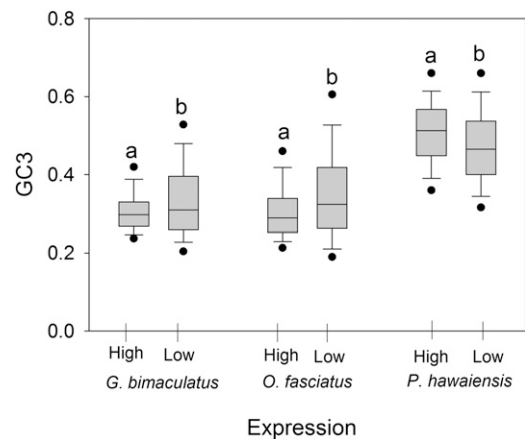 0.8
0.6
0.4
0.2
0.0
GC3
a
b
a
b
a
b
High
Low
High
Low
High
Low
G. bimaculatus
O. fasciatus
P. hawaiensis
Expression